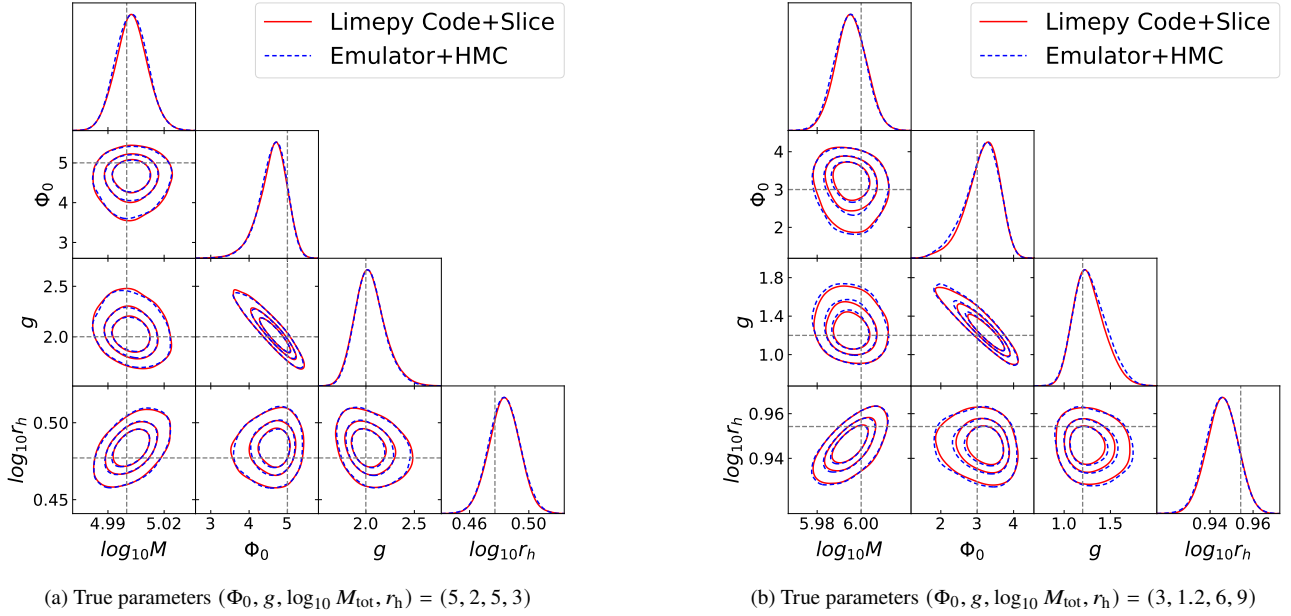 Limepy Code+Slice
Emulator+HMC
5
4
3
Φ₀
2.5
2.0
g
0.50
0.45
log₁₀rₕ
4.99 5.02
3 4 5
2.0 2.5
0.46 0.50
log₁₀M
Φ₀
g
log₁₀rₕ
(a) True parameters (Φ₀, g, log₁₀ Mₜₒₜ, rₕ) = (5, 2, 5, 3)
Limepy Code+Slice
Emulator+HMC
4
3
2
Φ₀
1.8
1.4
1.0
g
0.96
0.94
log₁₀rₕ
5.98 6.00
2 3 4
1.0 1.5
0.94 0.96
log₁₀M
Φ₀
g
log₁₀rₕ
(b) True parameters (Φ₀, g, log₁₀ Mₜₒₜ, rₕ) = (3, 1.2, 6, 9)